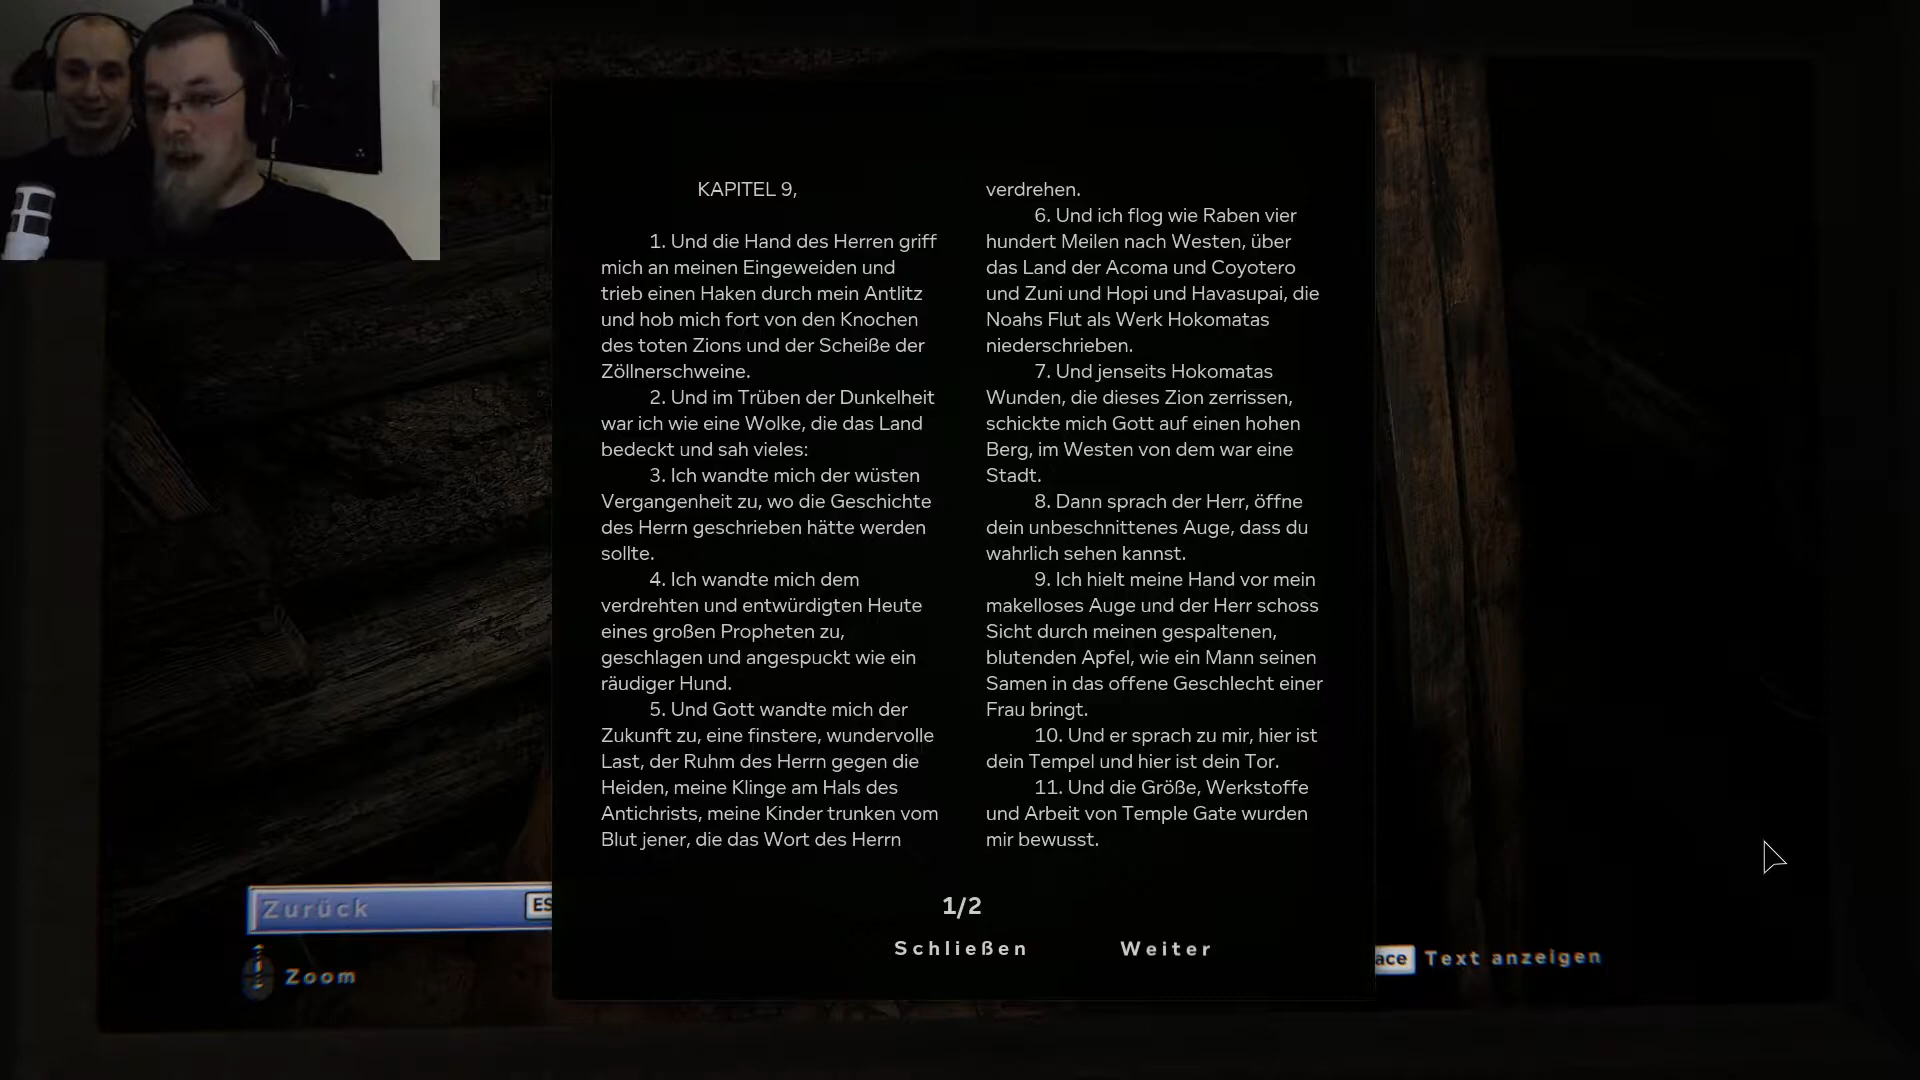 KAPITEL 9,
1. Und die Hand des Herren griff
mich an meinen Eingeweiden und
trieb einen Haken durch mein Antlitz
und hob mich fort von den Knochen
des toten Zions und der Scheiße der
Zöllnerschweine.
2. Und im Trüben der Dunkelheit
war ich wie eine Wolke, die das Land
bedeckt und sah vieles:
3. Ich wandte mich der wüsten
Vergangenheit zu, wo die Geschichte
des Herrn geschrieben hätte werden
sollte.
4. Ich wandte mich dem
verdrehten und entwürdigten Heute
eines großen Propheten zu,
geschlagen und angespuckt wie ein
räudiger Hund.
5. Und Gott wandte mich der
Zukunft zu, eine finstere, wundervolle
Last, der Ruhm des Herrn gegen die
Heiden, meine Klinge am Hals des
Antichrists, meine Kinder trunken vom
Blut jener, die das Wort des Herrn
verdrehen.
6. Und ich flog wie Raben vier
hundert Meilen nach Westen, über
das Land der Acoma und Coyotero
und Zuni und Hopi und Havasupai, die
Noahs Flut als Werk Hokomatas
niederschrieben.
7. Und jenseits Hokomatas
Wunden, die dieses Zion zerrissen,
schickte mich Gott auf einen hohen
Berg, im Westen von dem war eine
Stadt.
8. Dann sprach der Herr, öffne
dein unbeschnittenes Auge, dass du
wahrlich sehen kannst.
9. Ich hielt meine Hand vor mein
makelloses Auge und der Herr schoss
Sicht durch meinen gespaltenen,
blutenden Apfel, wie ein Mann seinen
Samen in das offene Geschlecht einer
Frau bringt.
10. Und er sprach zu mir, hier ist
dein Tempel und hier ist dein Tor.
11. Und die Größe, Werkstoffe
und Arbeit von Temple Gate wurden
mir bewusst.
1/2
Schließen Weiter
Zurück ES
Zoom
ace Text anzeigen